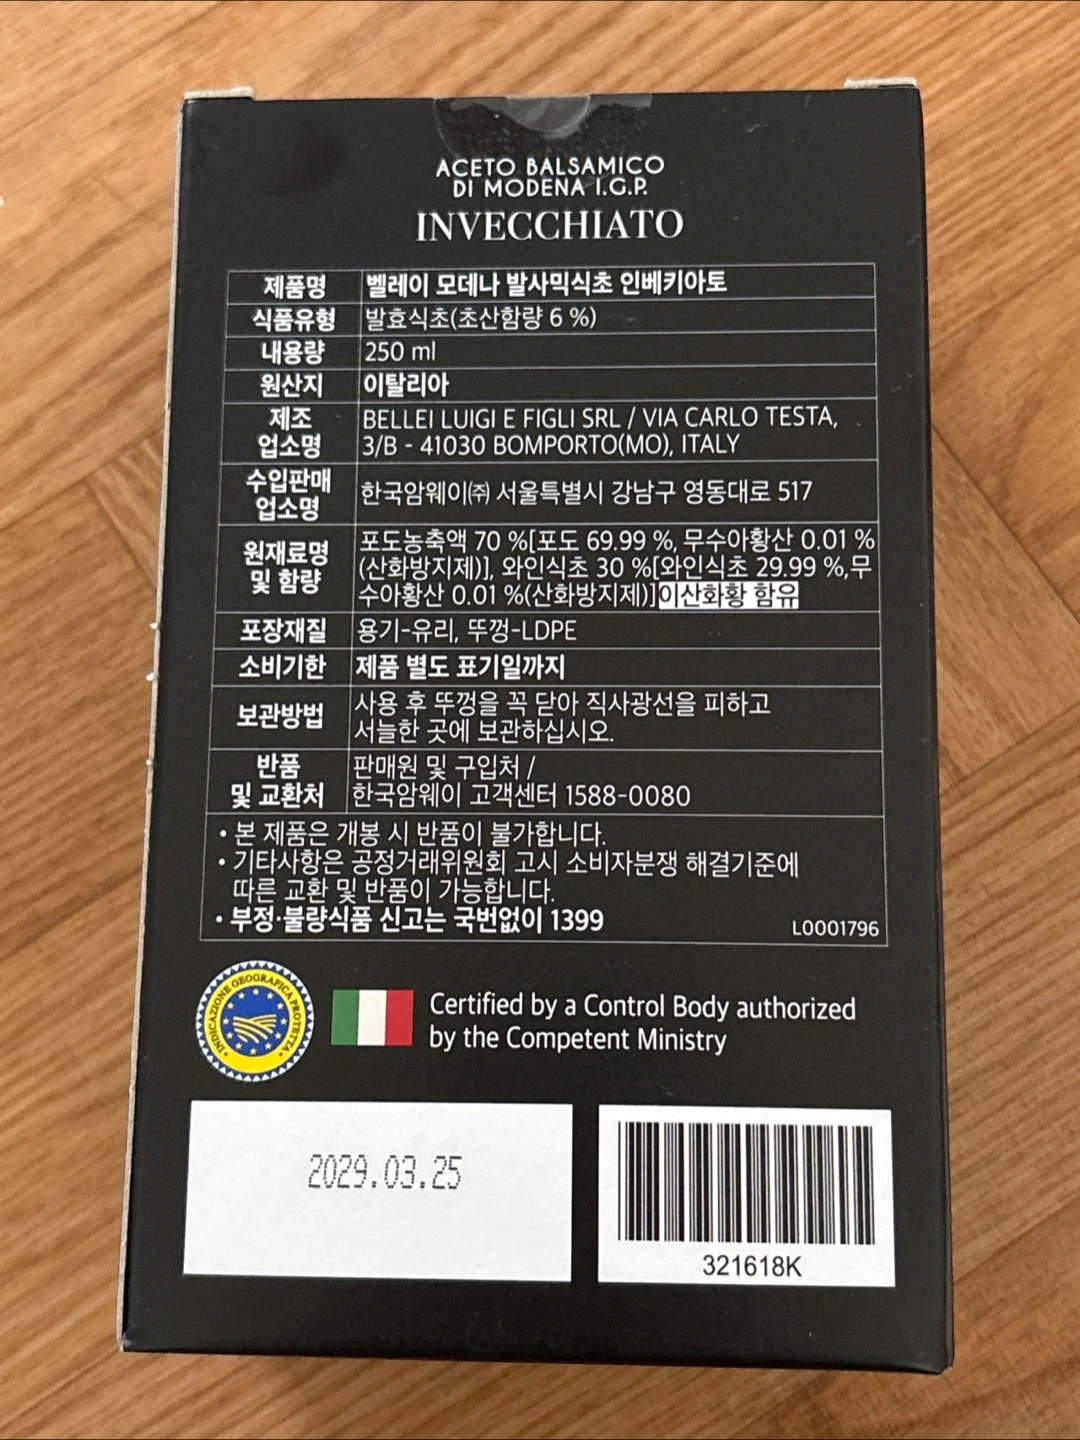 ACETO BALSAMICO
DI MODENA I.G.P.
INVECCHIATO
제품명 벨레이 모데나 발사믹식초 인베키아토
식품유형 발효식초(초산함량 6 %)
내용량 250 ml
원산지 이탈리아
제조
업소명
BELLEI LUIGI E FIGLI SRL / VIA CARLO TESTA,
3/B - 41030 BOMPORTO(MO), ITALY
수입판매
업소명
한국암웨이㈜ 서울특별시 강남구 영동대로 517
원재료명
및 함량
포도농축액 70 %[포도 69.99 %, 무수아황산 0.01 %
(산화방지제)], 와인식초 30 %[와인식초 29.99 %,무
수아황산 0.01 %(산화방지제)]이산화황 함유
포장재질 용기-유리, 뚜껑-LDPE
소비기한 제품 별도 표기일까지
보관방법
사용 후 뚜껑을 꼭 닫아 직사광선을 피하고
서늘한 곳에 보관하십시오.
반품
및 교환처
판매원 및 구입처 /
한국암웨이 고객센터 1588-0080
• 본 제품은 개봉 시 반품이 불가합니다.
• 기타사항은 공정거래위원회 고시 소비자분쟁 해결기준에
따른 교환 및 반품이 가능합니다.
• 부정·불량식품 신고는 국번없이 1399
L0001796
INDICAZIONE GEOGRAFICA PROTETTA
Certified by a Control Body authorized
by the Competent Ministry
2029.03.25
321618K